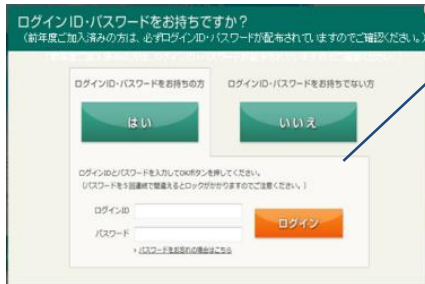 ログインID・パスワードをお持ちですか？
（前年度ご加入済みの方は、必ずログインID・パスワードが配布されていますのでご確認ください。）
ログインID・パスワードをお持ちの方
ログインID・パスワードをお持ちでない方
はい
いいえ
ログインIDとパスワードを入力してOKボタンを押してください。
（パスワードを5回連続で間違えるとロックがかかりますのでご注意ください。）
ログインID
パスワード
ログイン
パスワードをお忘れの場合はこちら